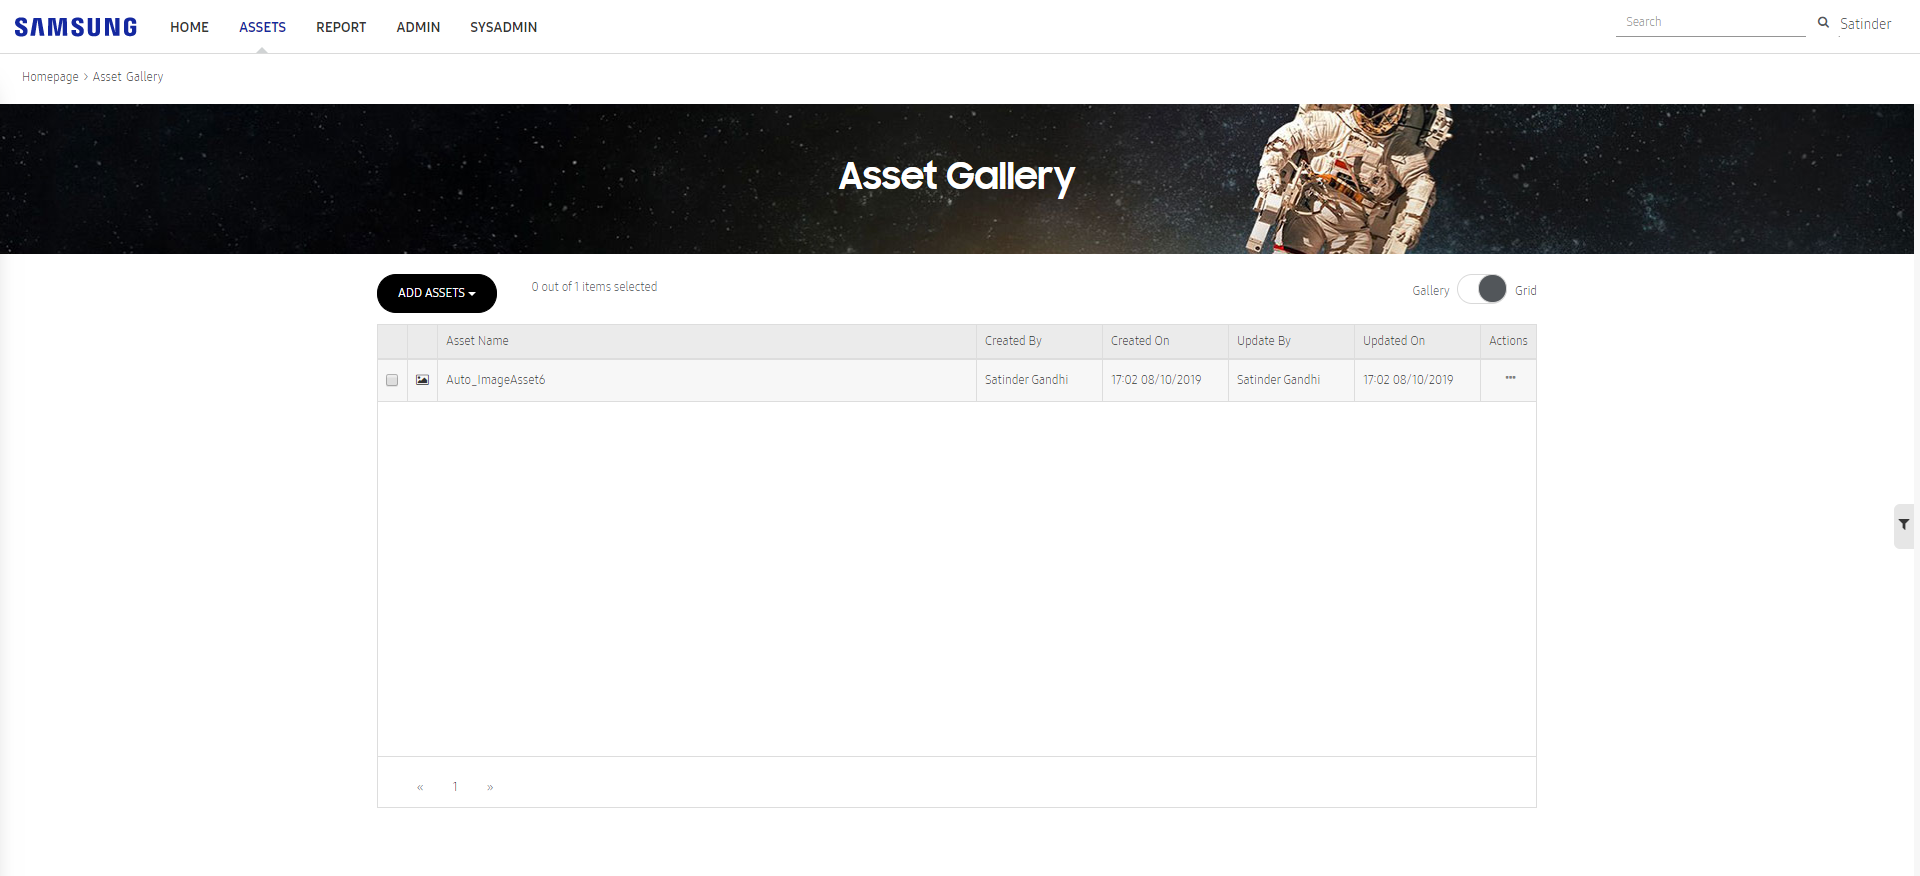 SAMSUNG HOME ASSETS REPORT ADMIN SYSADMIN Search Satinder
Homepage > Asset Gallery
Asset Gallery
ADD ASSETS 0 out of 1 items selected Gallery Grid
Asset Name Created By Created On Update By Updated On Actions
Auto_ImageAsset6 Satinder Gandhi 17:02 08/10/2019 Satinder Gandhi 17:02 08/10/2019 ···
« 1 »